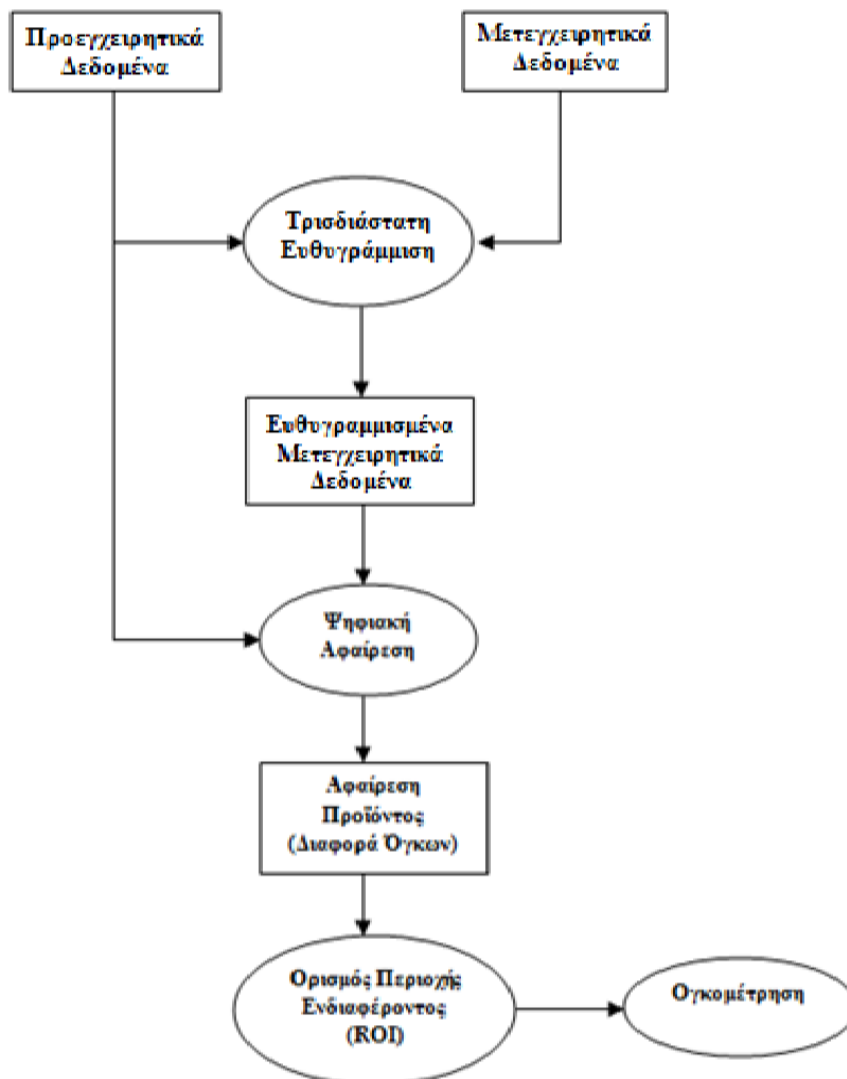 Προεγχειρητικά
Δεδομένα
Μετεγχειρητικά
Δεδομένα
Τρισδιάστατη
Ευθυγράμμιση
Ευθυγραμμισμένα
Μετεγχειρητικά
Δεδομένα
Ψηφιακή
Αφαίρεση
Αφαίρεση
Προϊόντος
(Διαφορά Όγκων)
Ορισμός Περιοχής
Ενδιαφέροντος
(ROI)
Ογκομέτρηση